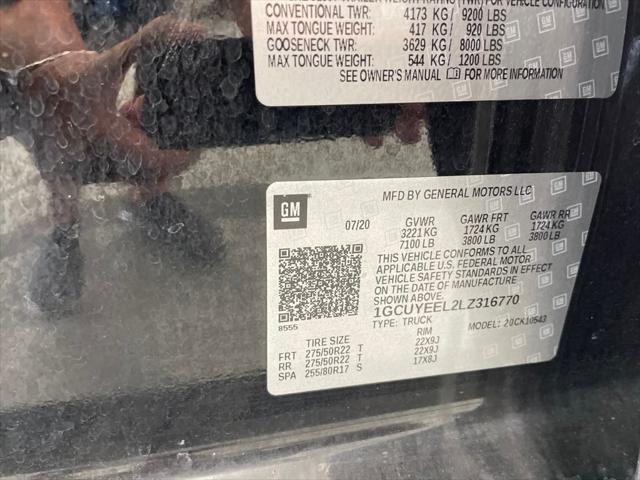 CONVENTIONAL TWR: 4173 KG / 9200 LBS
MAX TONGUE WEIGHT: 417 KG / 920 LBS
GOOSENECK TWR: 3629 KG / 8000 LBS
MAX TONGUE WEIGHT: 544 KG / 1200 LBS
SEE OWNER'S MANUAL FOR MORE INFORMATION
GM
MFD BY GENERAL MOTORS LLC
07/20 GVWR GAWR FRT GAWR RR
3221 KG 1724 KG 1724 KG
7100 LB 3800 LB 3800 LB
THIS VEHICLE CONFORMS TO ALL
APPLICABLE U.S. FEDERAL MOTOR
VEHICLE SAFETY STANDARDS IN EFFECT
ON THE DATE OF MANUFACTURE
1GCUYEEL2LZ316770
8555
TYPE: TRUCK MODEL: 20CK10543
TIRE SIZE RIM
FRT 275/50R22 T 22X9J
RR 275/50R22 T 22X9J
SPA 255/80R17 S 17X8J